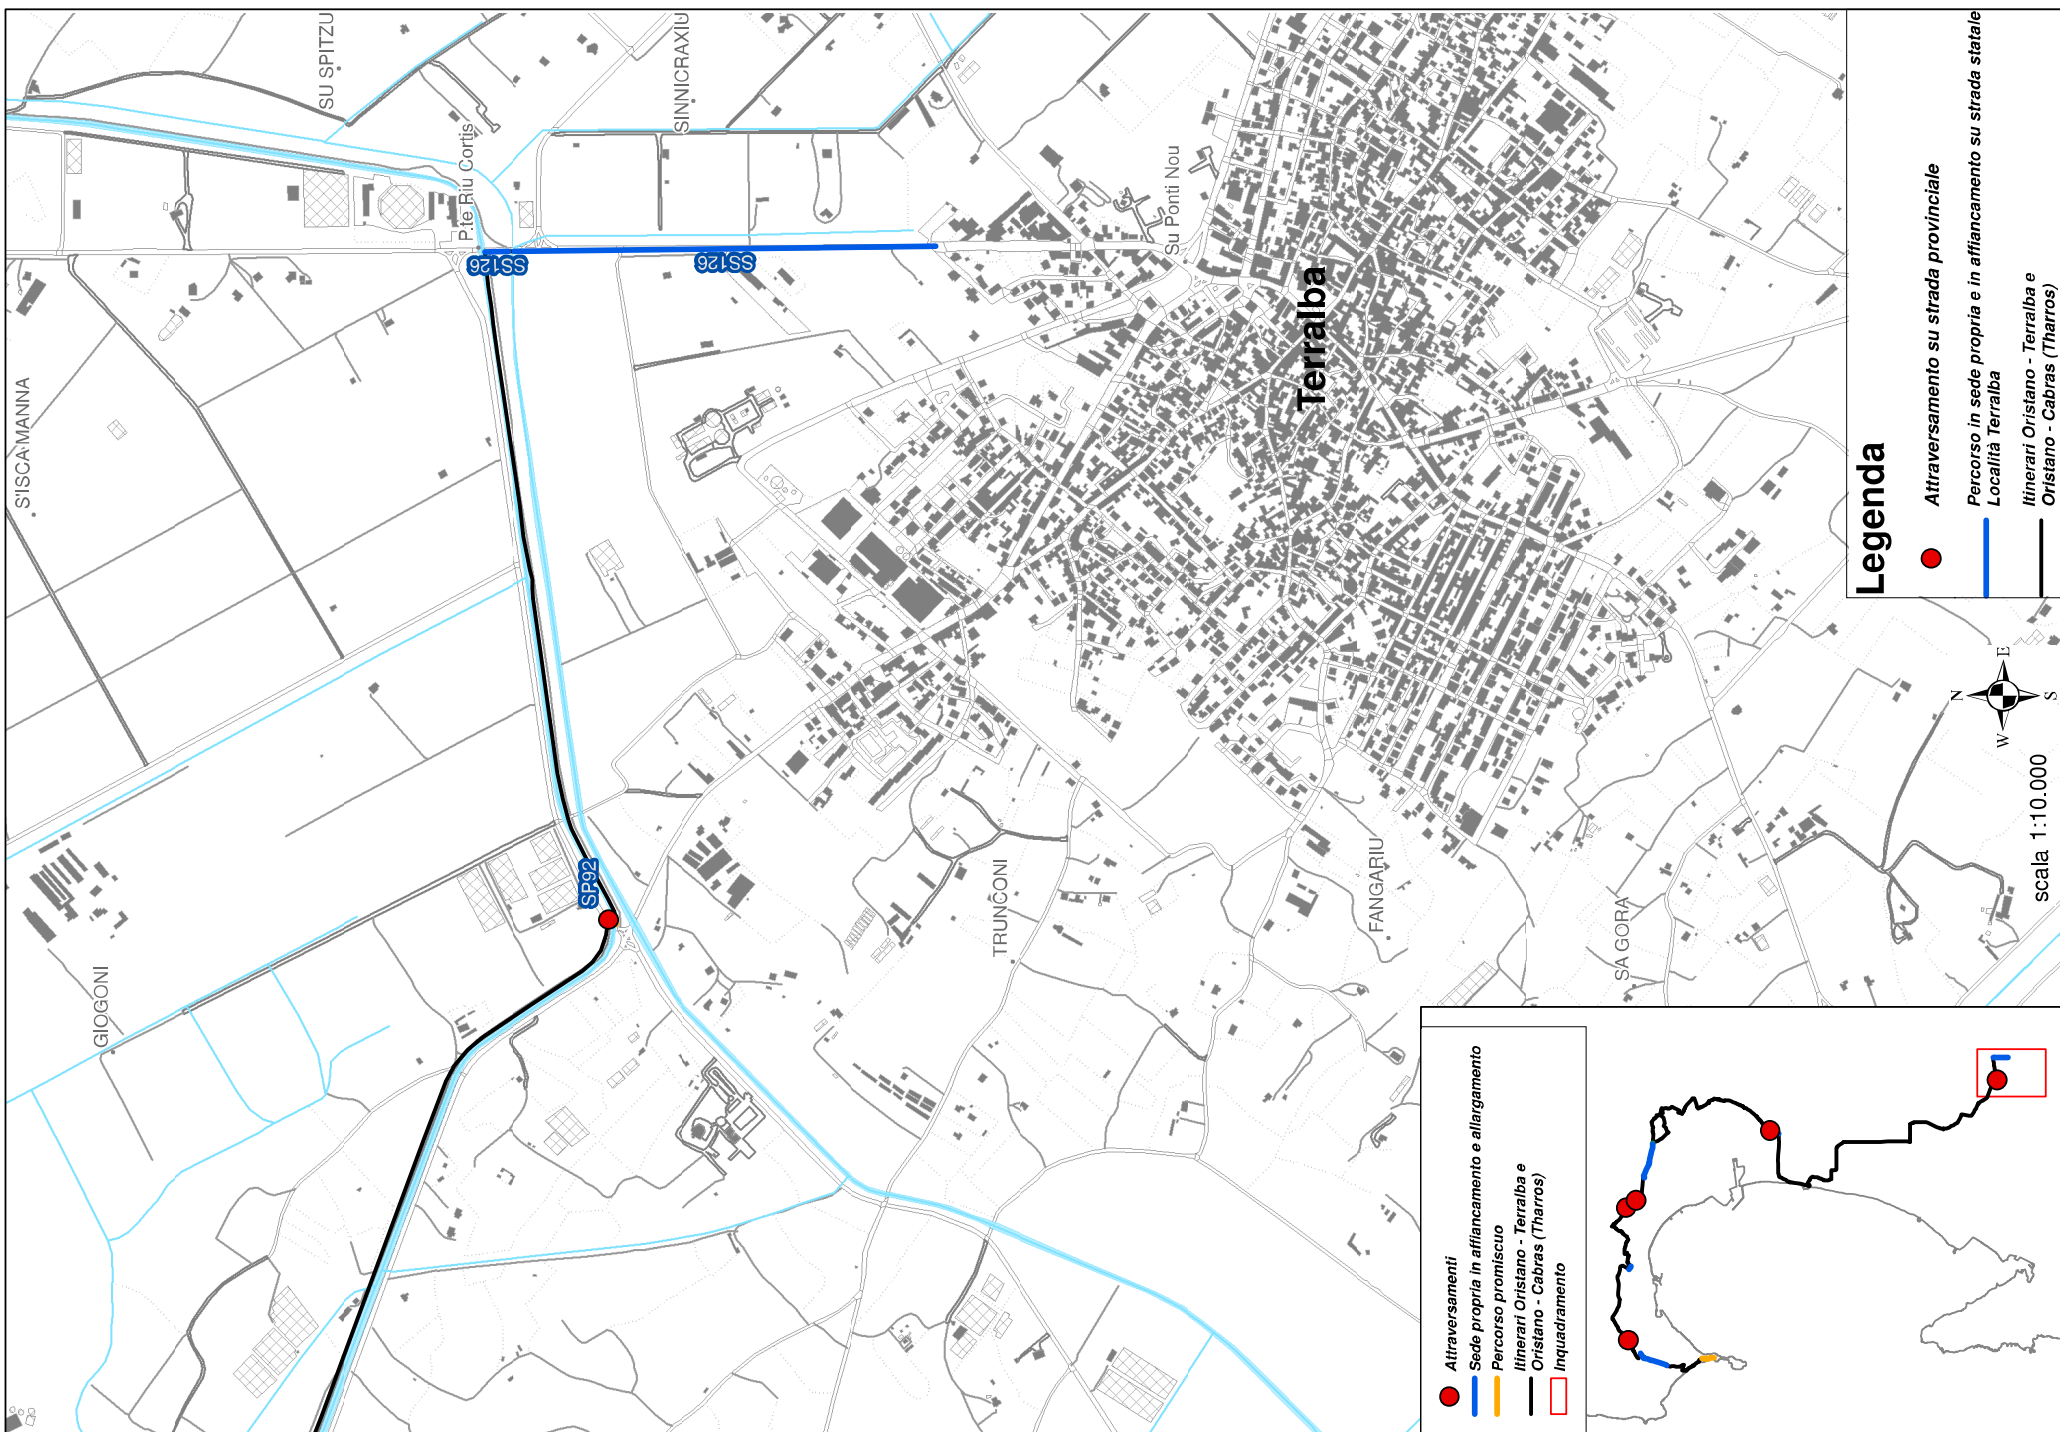 SU SPITZU
SINNICRAXIU
S'ISCA MANNA
P.te Riu Cortis
SS126
SS126
Su Ponti Nou
Terralba
SP92
GIOGONI
TRUNCONI
FANGARIU
SA GORA
Legenda
Attraversamento su strada provinciale
Percorso in sede propria e in affiancamento su strada statale
Località Terralba
Itinerari Oristano - Terralba e
Oristano - Cabras (Tharros)
N
W
E
S
scala 1:10.000
Attraversamenti
Sede propria in affiancamento e allargamento
Percorso promiscuo
Itinerari Oristano - Terralba e
Oristano - Cabras (Tharros)
Inquadramento